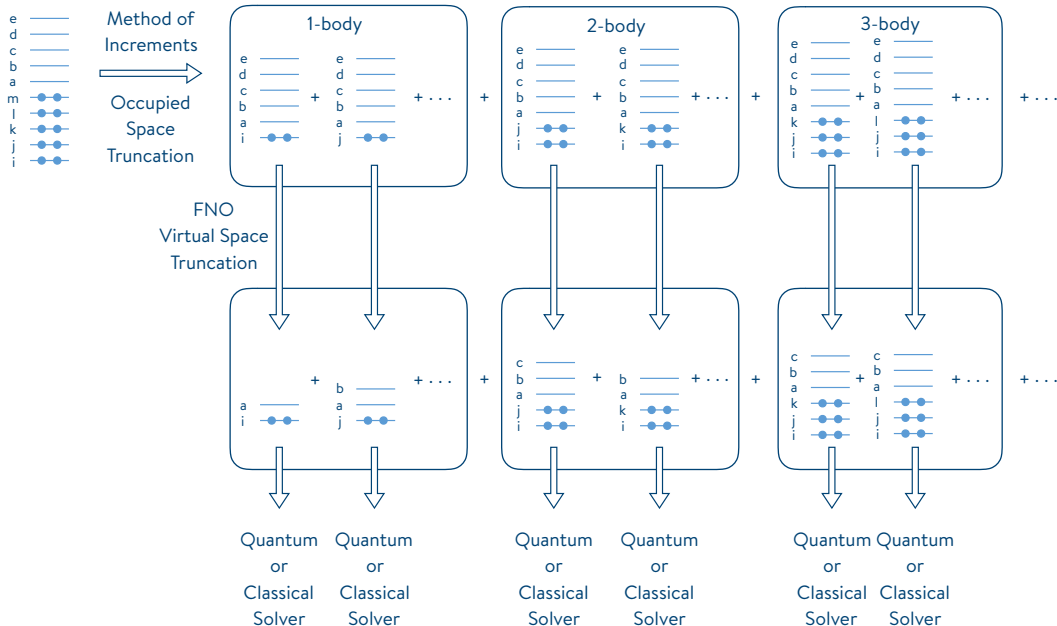 e
d
c
b
a
m
l
k
j
i
Method of
Increments
Occupied
Space
Truncation
1-body
e
d
c
b
a
i
+
e
d
c
b
a
j
+ . . .
+
2-body
e
d
c
b
a
j
i
+
e
d
c
b
a
k
i
+ . . .
+
3-body
e
d
c
b
a
k
j
i
+
e
d
c
b
a
l
j
i
+ . . .
+ . . .
FNO
Virtual Space
Truncation
a
i
+
b
a
j
+ . . .
+
c
b
a
j
i
+
b
a
k
i
+ . . .
+
c
b
a
k
j
i
+
c
b
a
l
j
i
+ . . .
+ . . .
Quantum
or
Classical
Solver
Quantum
or
Classical
Solver
Quantum
or
Classical
Solver
Quantum
or
Classical
Solver
Quantum
or
Classical
Solver
Quantum
or
Classical
Solver